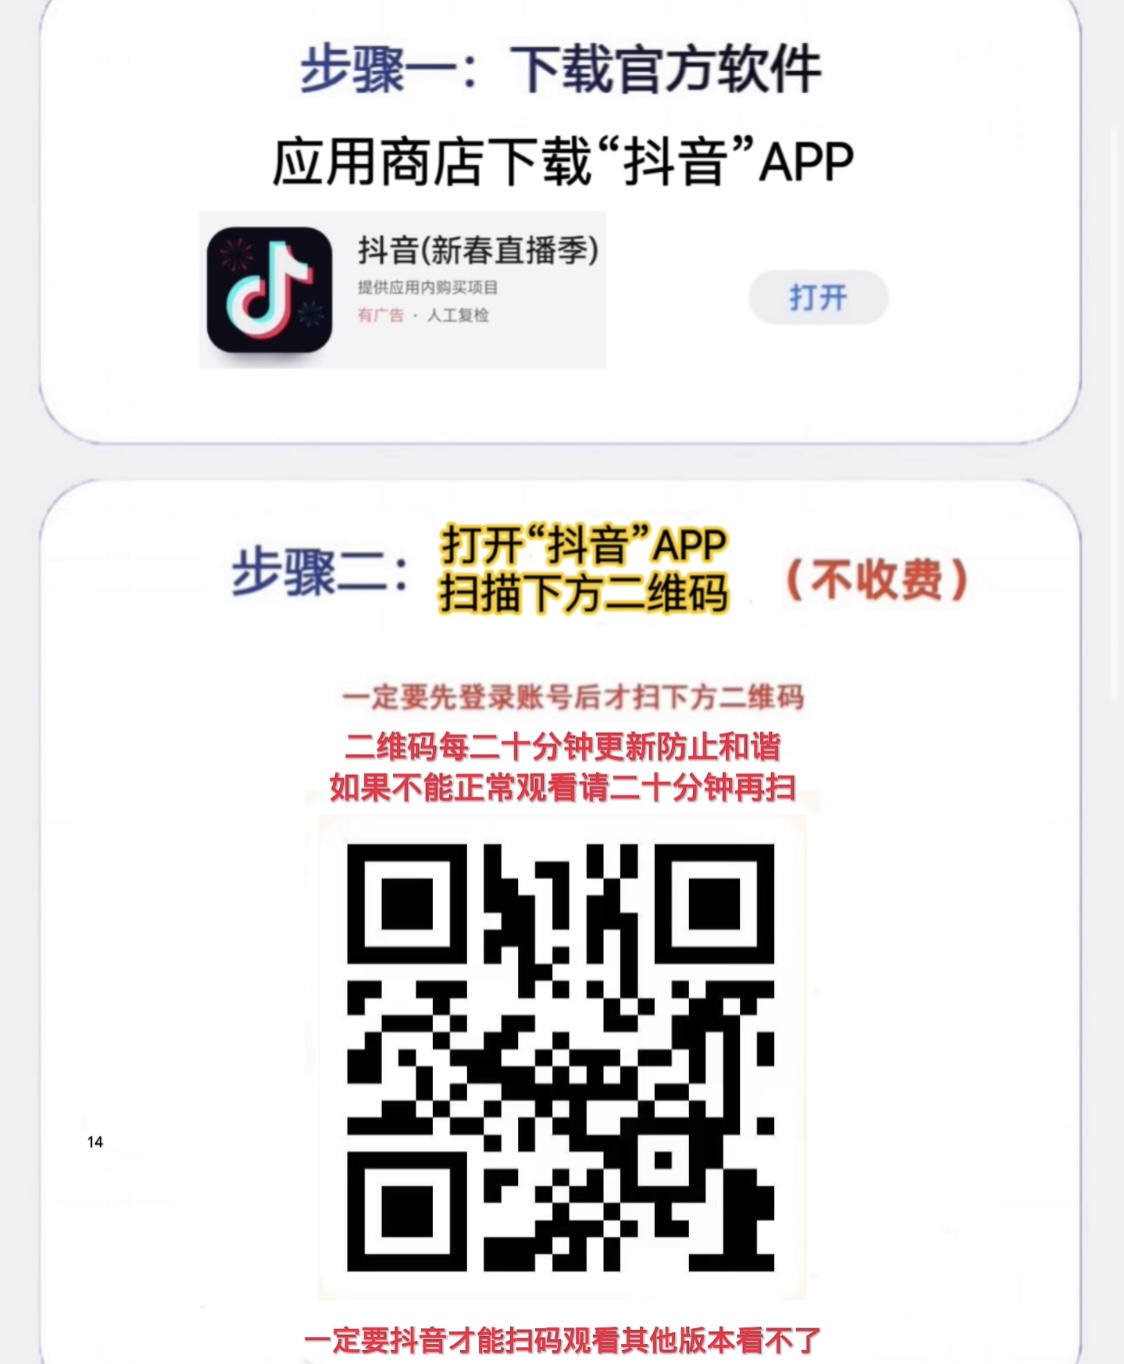 步骤一：下载官方软件
应用商店下载“抖音”APP
抖音(新春直播季)
提供应用内购买项目
有广告 · 人工复检
打开
步骤二：
打开“抖音”APP
扫描下方二维码
（不收费）
一定要先登录账号后才扫下方二维码
二维码每二十分钟更新防止和谐
如果不能正常观看请二十分钟再扫
14
一定要抖音才能扫码观看其他版本看不了